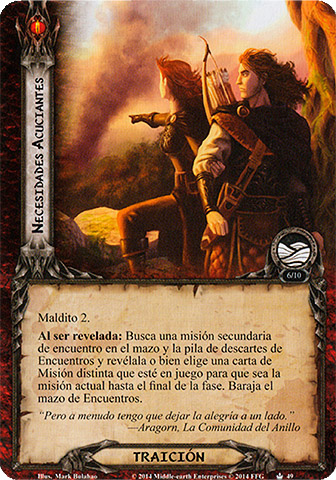 Necesidades Acuciantes
6/10
Maldito 2.
Al ser revelada: Busca una misión secundaria
de encuentro en el mazo y la pila de descartes de
Encuentros y revélala o bien elige una carta de
Misión distinta que esté en juego para que sea la
misión actual hasta el final de la fase. Baraja el
mazo de Encuentros.
“Pero a menudo tengo que dejar la alegría a un lado.”
—Aragorn, La Comunidad del Anillo
TRAICIÓN
Illus. Mark Bulahao © 2014 Middle-earth Enterprises © 2014 FFG 49